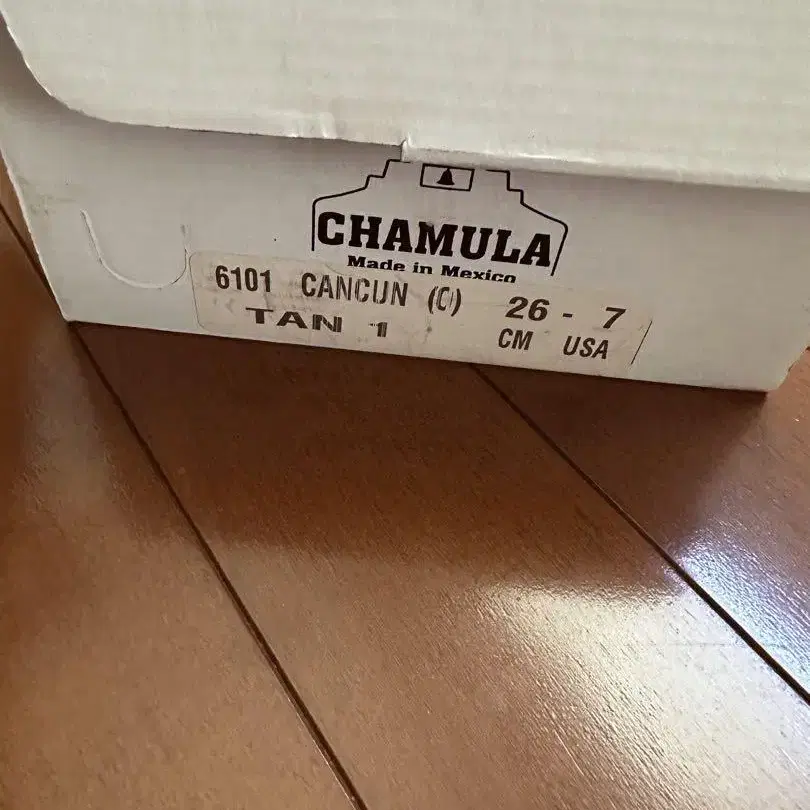 CHAMULA
Made in Mexico
6101 CANCUN (C) 26 - 7
TAN 1 CM USA